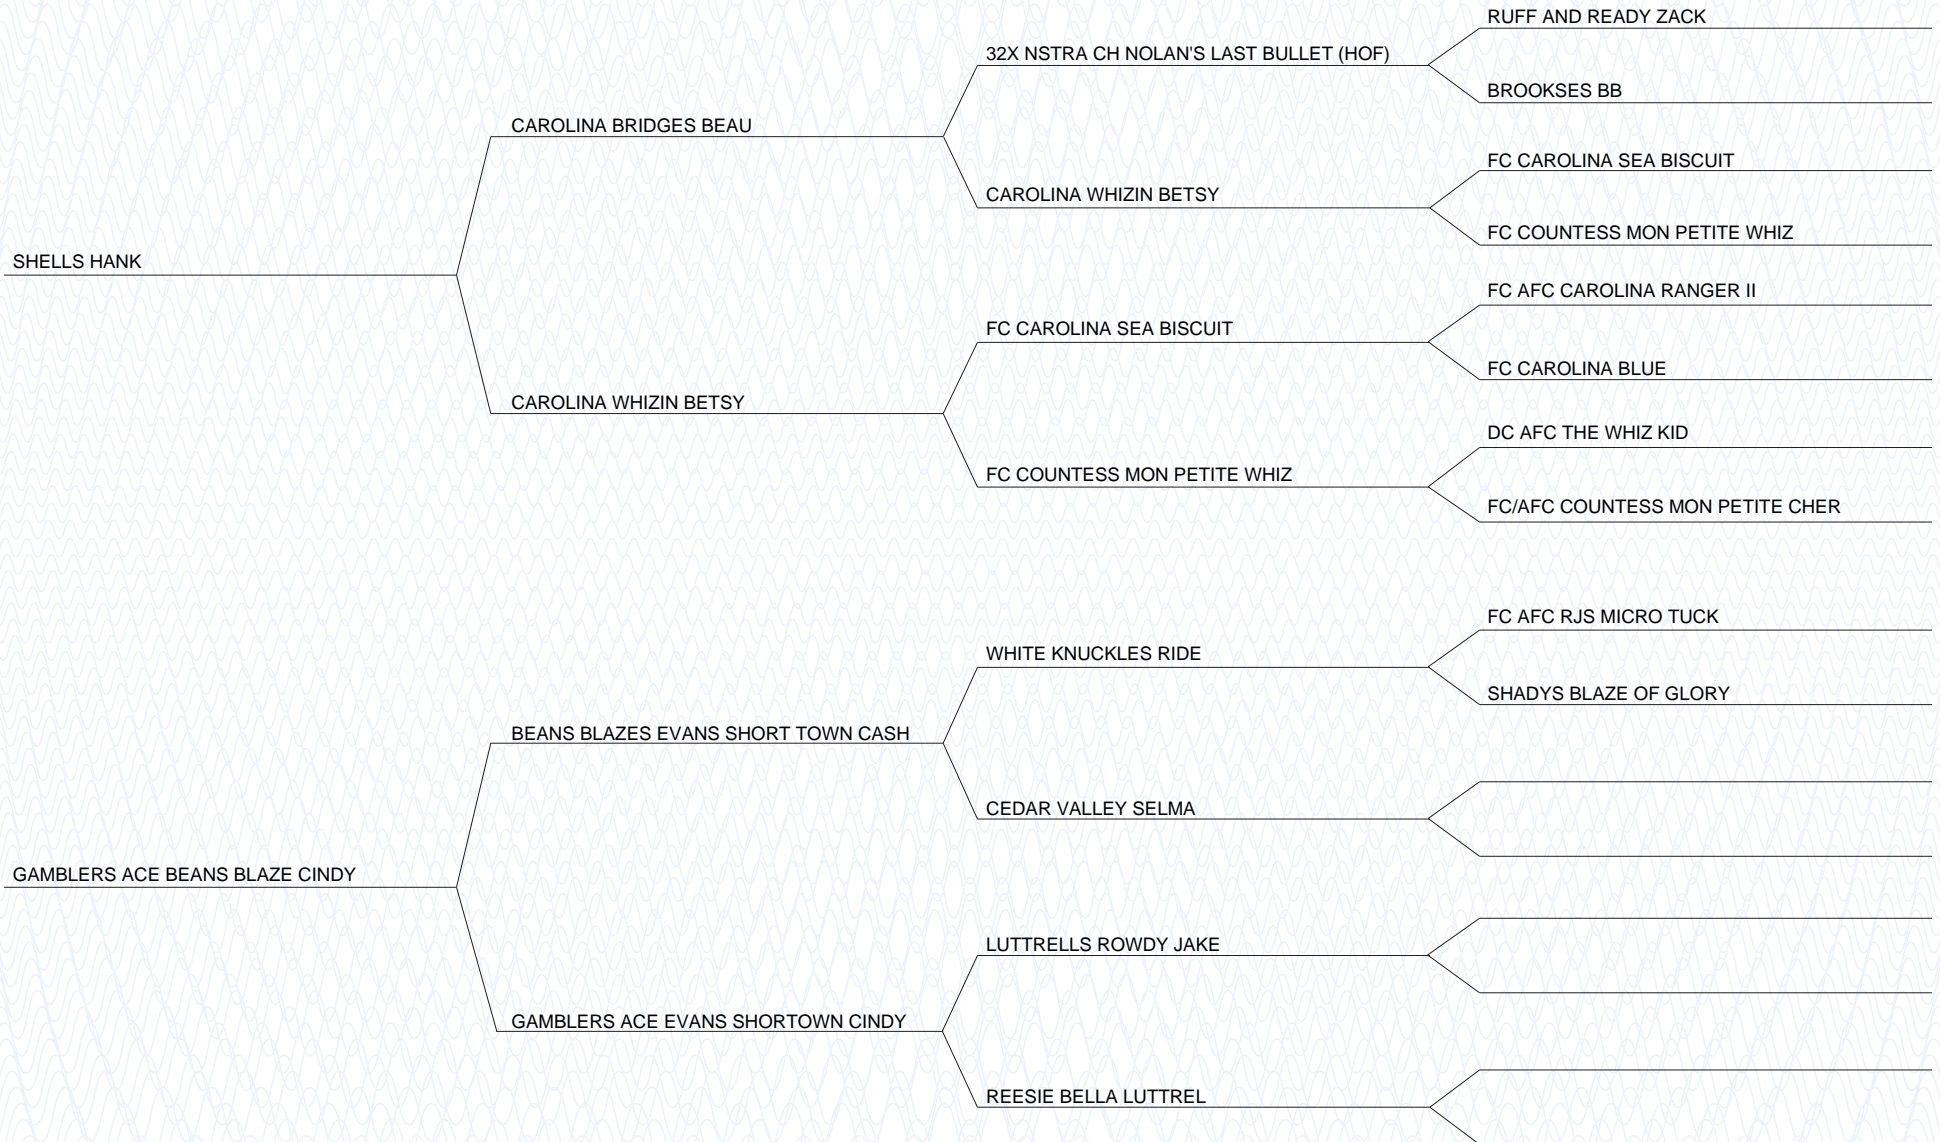 RUFF AND READY ZACK
32X NSTRA CH NOLAN'S LAST BULLET (HOF)
BROOKSES BB
CAROLINA BRIDGES BEAU
FC CAROLINA SEA BISCUIT
CAROLINA WHIZIN BETSY
FC COUNTESS MON PETITE WHIZ
SHELLS HANK
FC AFC CAROLINA RANGER II
FC CAROLINA SEA BISCUIT
FC CAROLINA BLUE
CAROLINA WHIZIN BETSY
DC AFC THE WHIZ KID
FC COUNTESS MON PETITE WHIZ
FC/AFC COUNTESS MON PETITE CHER
FC AFC RJS MICRO TUCK
WHITE KNUCKLES RIDE
SHADYS BLAZE OF GLORY
BEANS BLAZES EVANS SHORT TOWN CASH
CEDAR VALLEY SELMA
GAMBLERS ACE BEANS BLAZE CINDY
LUTTRELLS ROWDY JAKE
GAMBLERS ACE EVANS SHORTOWN CINDY
REESIE BELLA LUTTREL